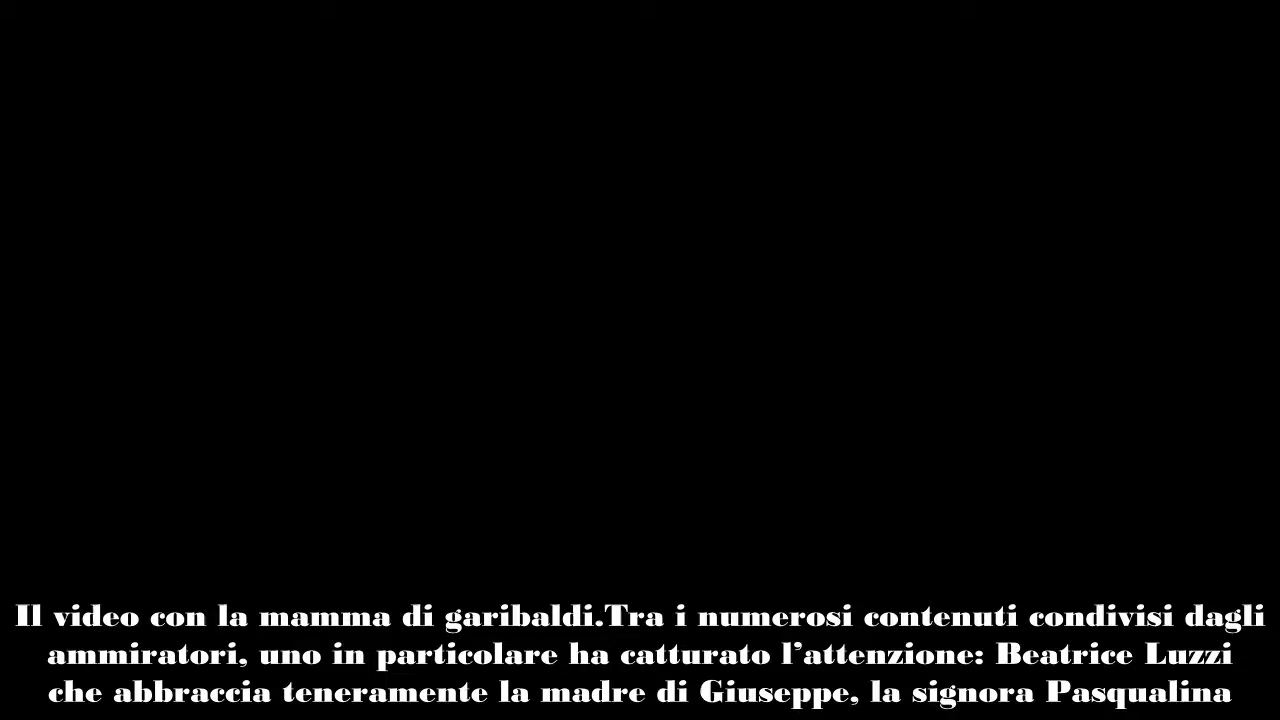 Il video con la mamma di garibaldi.Tra i numerosi contenuti condivisi dagli
ammiratori, uno in particolare ha catturato l’attenzione: Beatrice Luzzi
che abbraccia teneramente la madre di Giuseppe, la signora Pasqualina